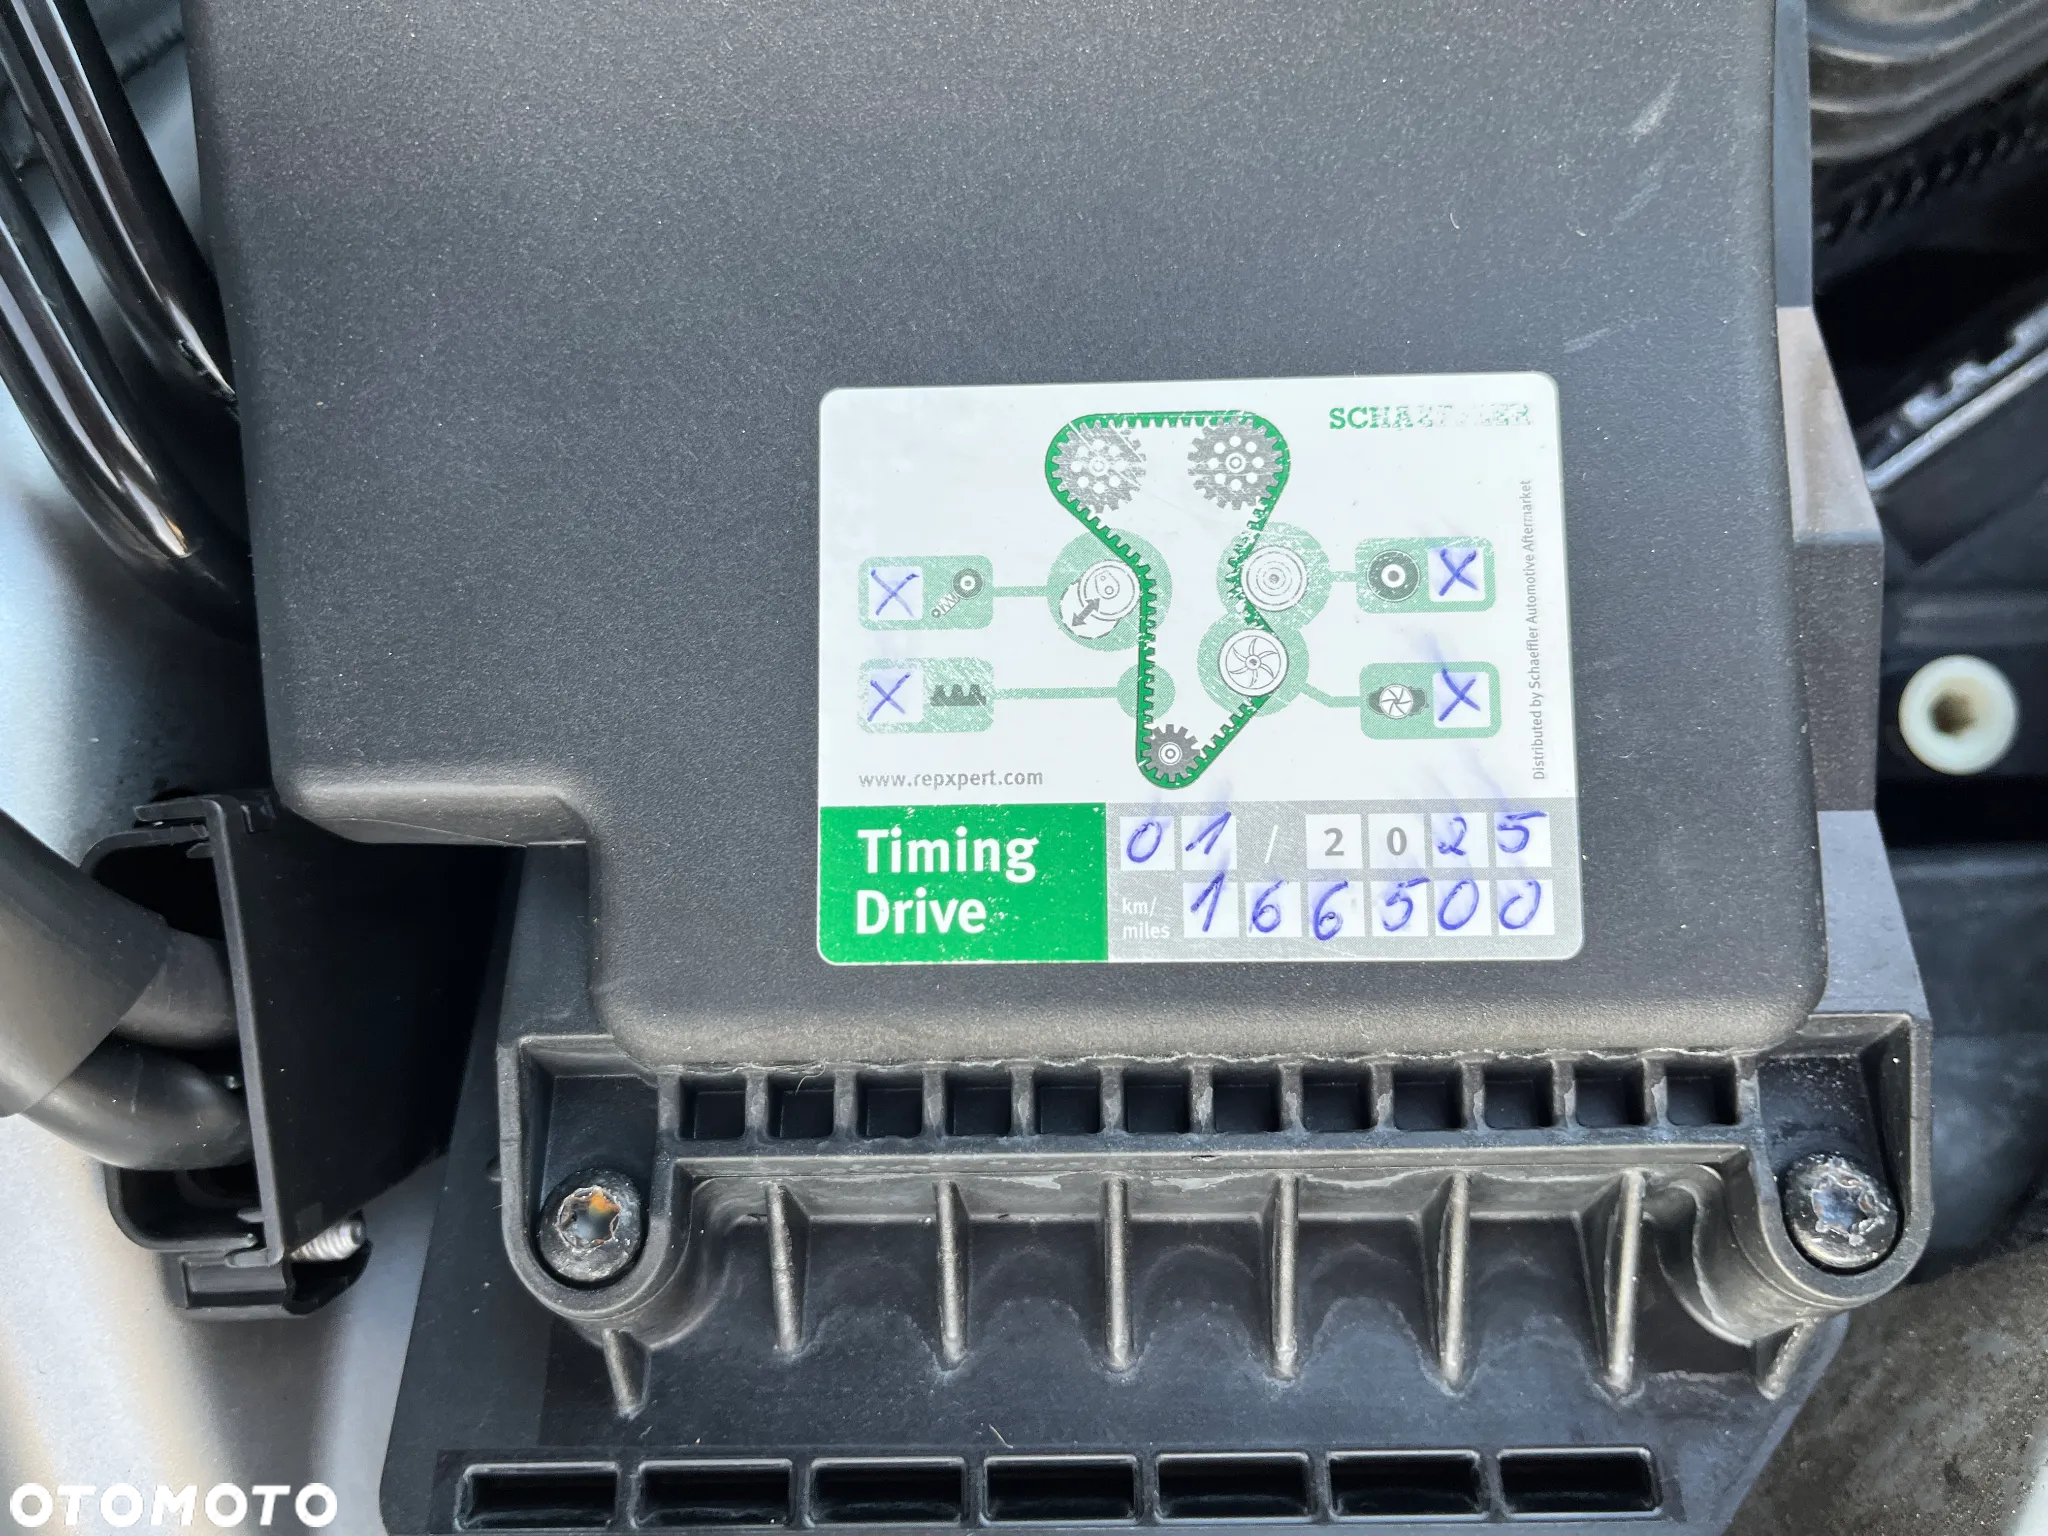 SCHAEFFLER
Distributed by Schaeffler Automotive Aftermarket
X
X
X
X
www.repxpert.com
Timing
Drive
01 / 2025
km/
miles
166500
OTOMOTO